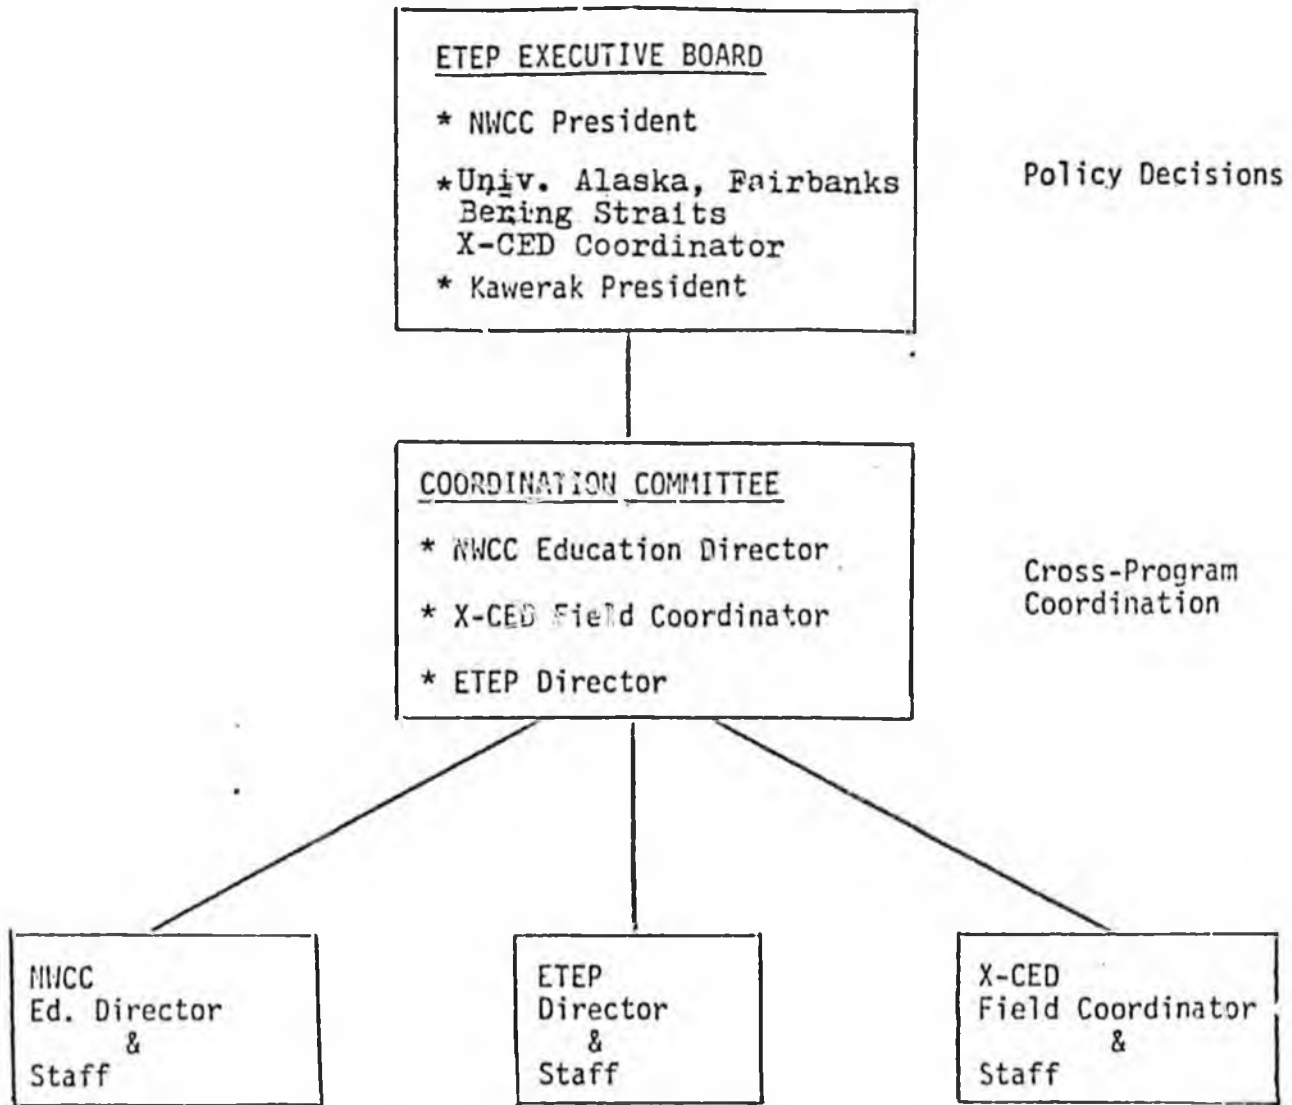 ETEP EXECUTIVE BOARD
* NWCC President
*Univ. Alaska, Fairbanks
Bering Straits
X-CED Coordinator
* Kawerak President
Policy Decisions
COORDINATION COMMITTEE
* NWCC Education Director
* X-CED Field Coordinator
* ETEP Director
Cross-Program
Coordination
NWCC
Ed. Director
&
Staff
ETEP
Director
&
Staff
X-CED
Field Coordinator
&
Staff